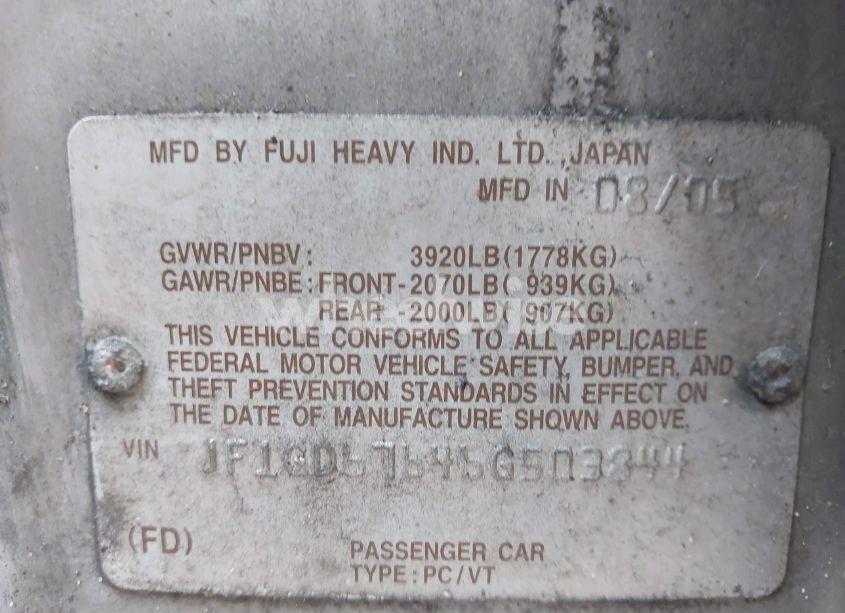 MFD BY FUJI HEAVY IND. LTD., JAPAN
MFD IN 08/05
GVWR/PNBV: 3920LB(1778KG)
GAWR/PNBE: FRONT-2070LB( 939KG)
REAR -2000LB( 907KG)
THIS VEHICLE CONFORMS TO ALL APPLICABLE
FEDERAL MOTOR VEHICLE SAFETY, BUMPER, AND
THEFT PREVENTION STANDARDS IN EFFECT ON
THE DATE OF MANUFACTURE SHOWN ABOVE.
VIN JF1GD67646G503844
(FD)
PASSENGER CAR
TYPE: PC/VT